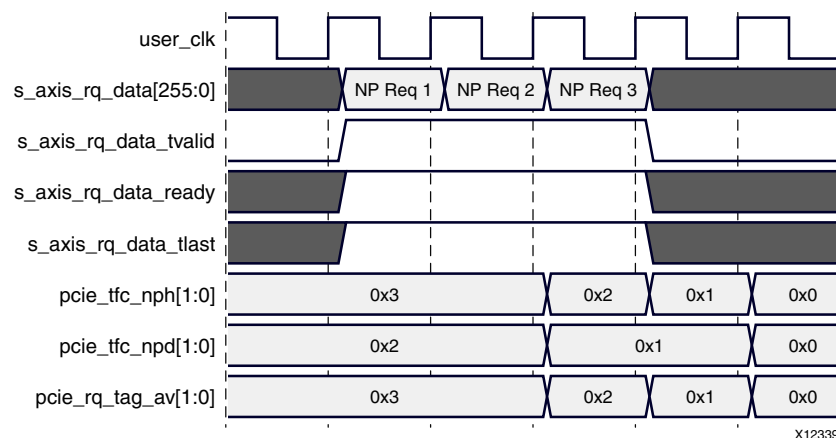 user_clk
s_axis_rq_data[255:0] NP Req 1 NP Req 2 NP Req 3
s_axis_rq_data_tvalid
s_axis_rq_data_ready
s_axis_rq_data_tlast
pcie_tfc_nph[1:0] 0x3 0x2 0x1 0x0
pcie_tfc_npd[1:0] 0x2 0x1 0x0
pcie_rq_tag_av[1:0] 0x3 0x2 0x1 0x0
X12339